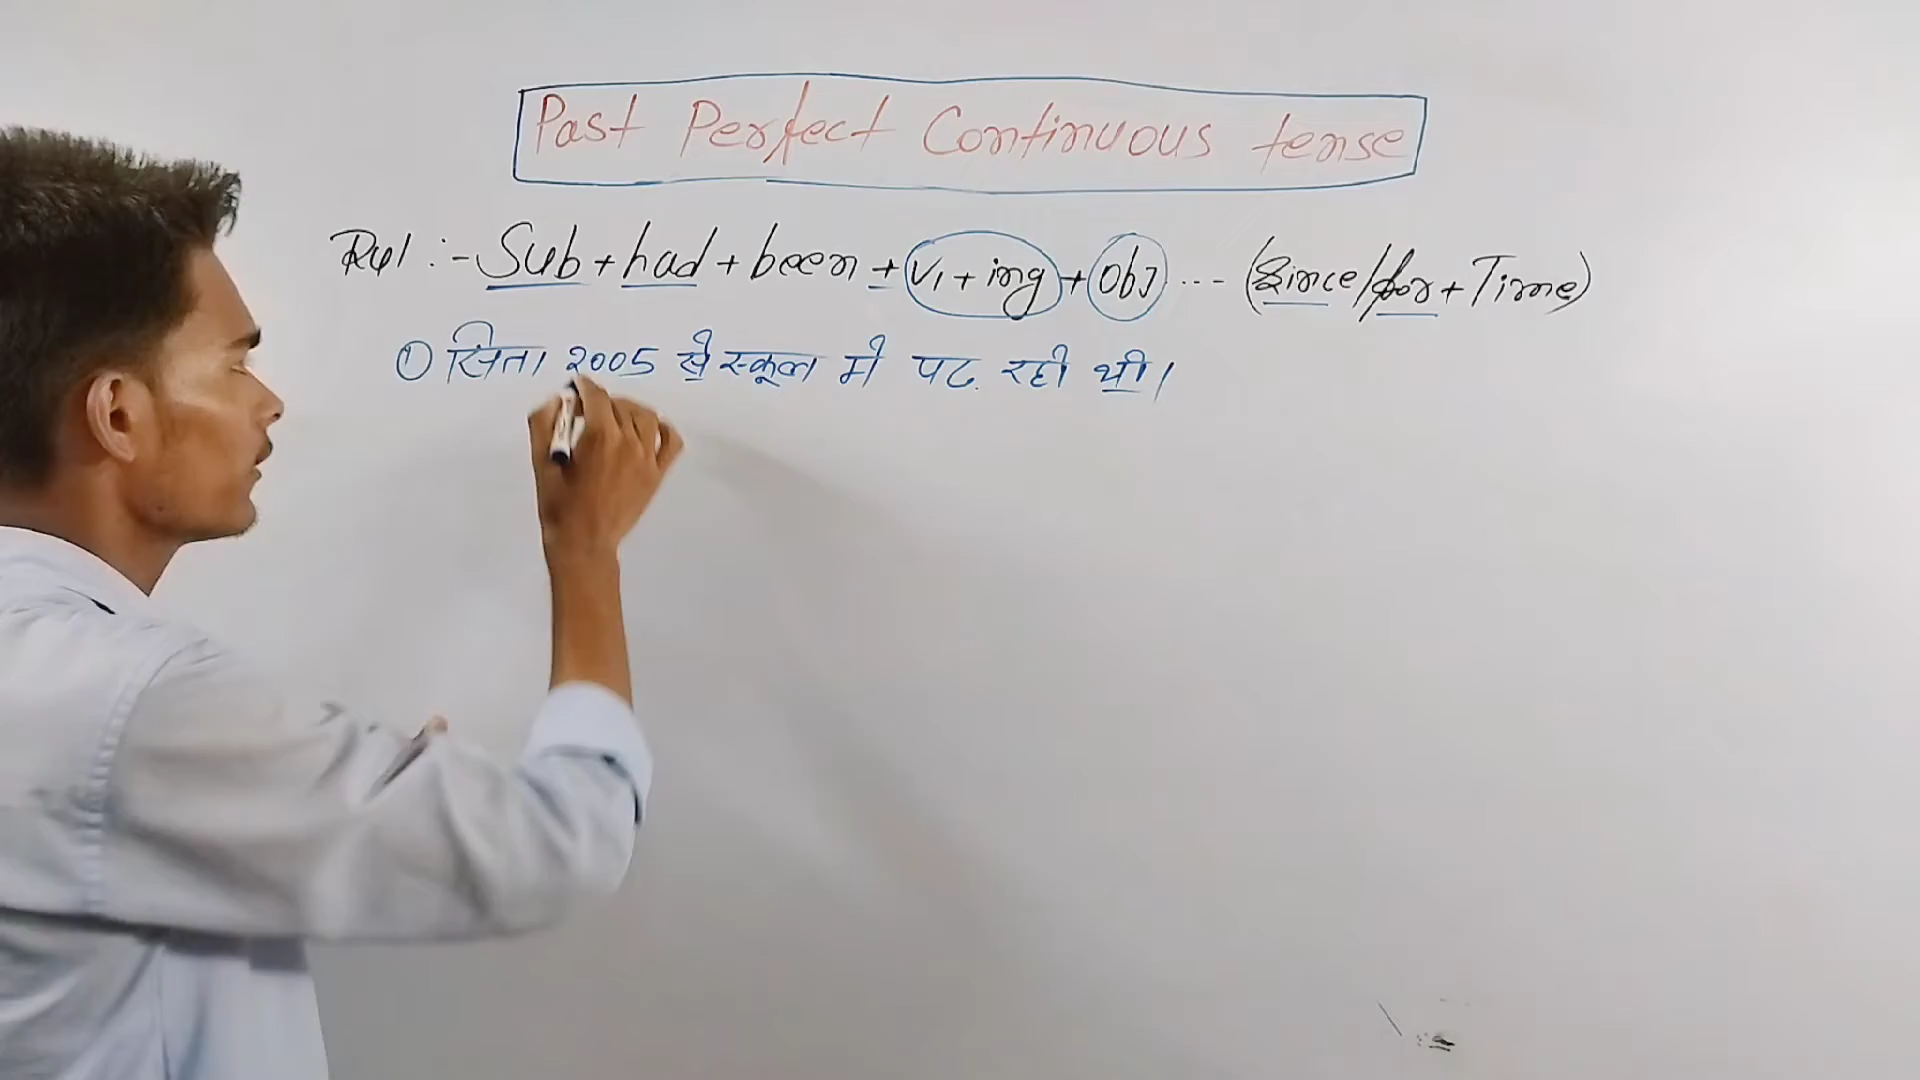 Past Perfect Continuous tense
Rul :- Sub + had + been + V1 + ing + Obj ... (Since/for + Time)
① सिता 2005 से स्कूल मे पढ रही थी।